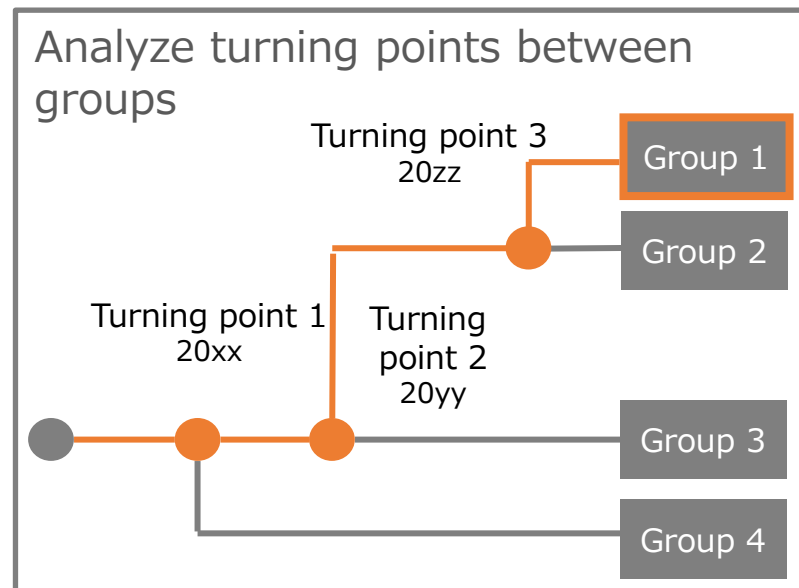 Analyze turning points between
groups
Turning point 3
20zz
Group 1
Group 2
Turning point 1
20xx
Turning
point 2
20yy
Group 3
Group 4